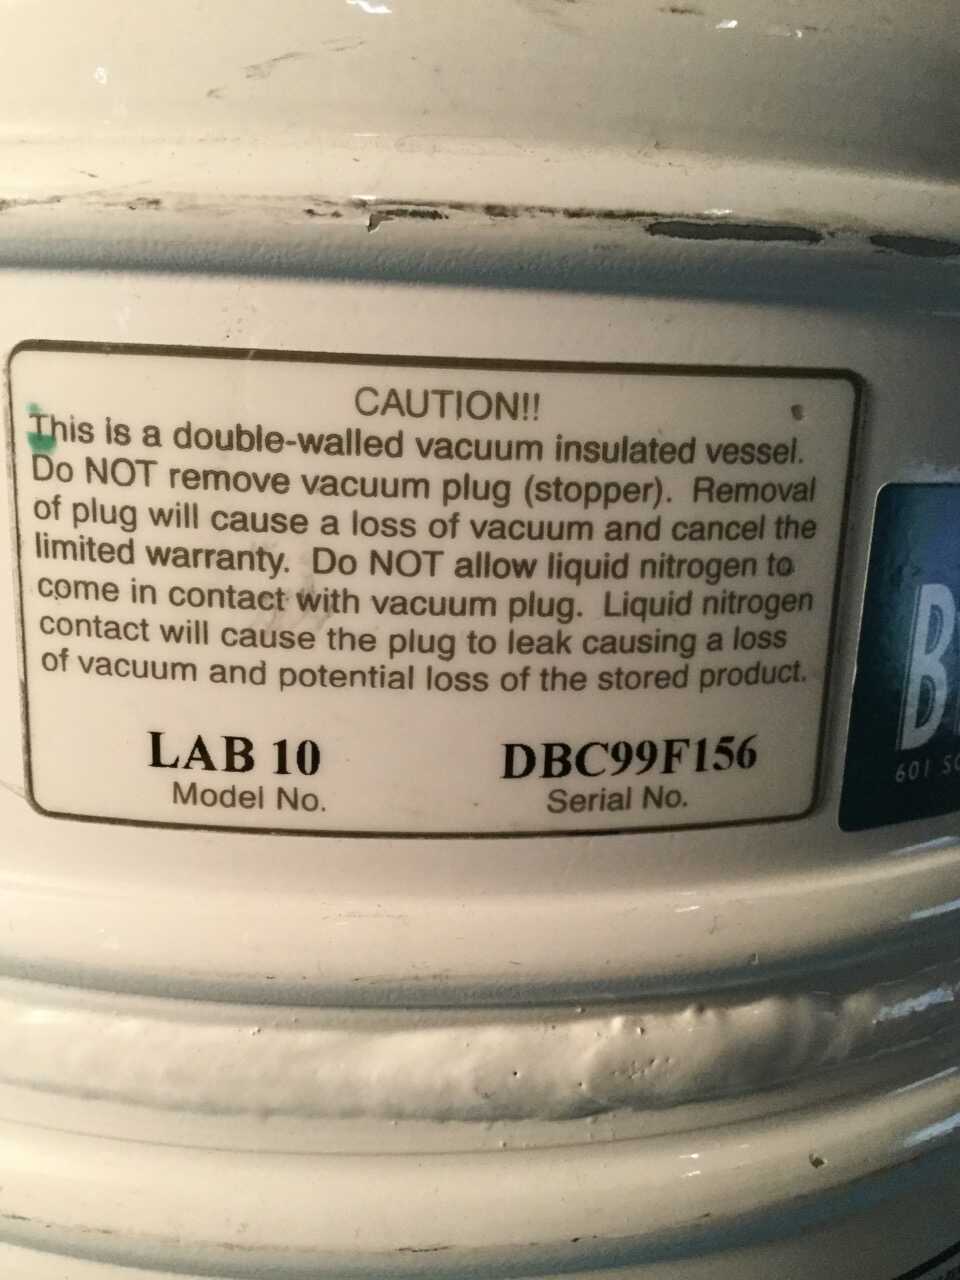 CAUTION!!
This is a double-walled vacuum insulated vessel.
Do NOT remove vacuum plug (stopper). Removal
of plug will cause a loss of vacuum and cancel the
limited warranty. Do NOT allow liquid nitrogen to
come in contact with vacuum plug. Liquid nitrogen
contact will cause the plug to leak causing a loss
of vacuum and potential loss of the stored product.
LAB 10 DBC99F156
Model No. Serial No.
B
601